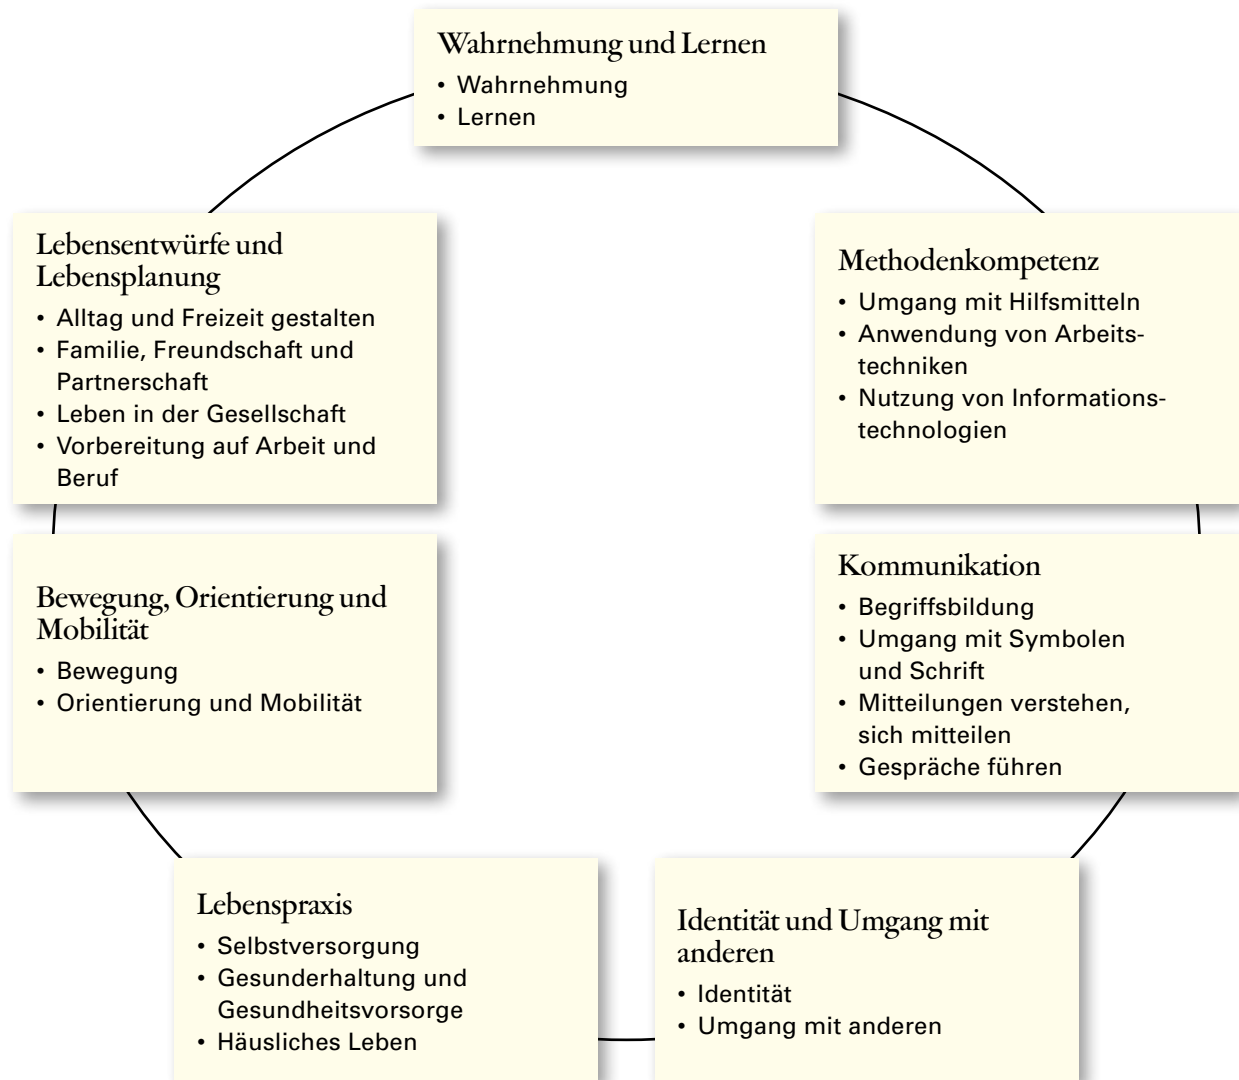 Wahrnehmung und Lernen
• Wahrnehmung
• Lernen
Lebensentwürfe und
Lebensplanung
• Alltag und Freizeit gestalten
• Familie, Freundschaft und
Partnerschaft
• Leben in der Gesellschaft
• Vorbereitung auf Arbeit und
Beruf
Methodenkompetenz
• Umgang mit Hilfsmitteln
• Anwendung von Arbeits-
techniken
• Nutzung von Informations-
technologien
Bewegung, Orientierung und
Mobilität
• Bewegung
• Orientierung und Mobilität
Kommunikation
• Begriffsbildung
• Umgang mit Symbolen
und Schrift
• Mitteilungen verstehen,
sich mitteilen
• Gespräche führen
Lebenspraxis
• Selbstversorgung
• Gesunderhaltung und
Gesundheitsvorsorge
• Häusliches Leben
Identität und Umgang mit
anderen
• Identität
• Umgang mit anderen